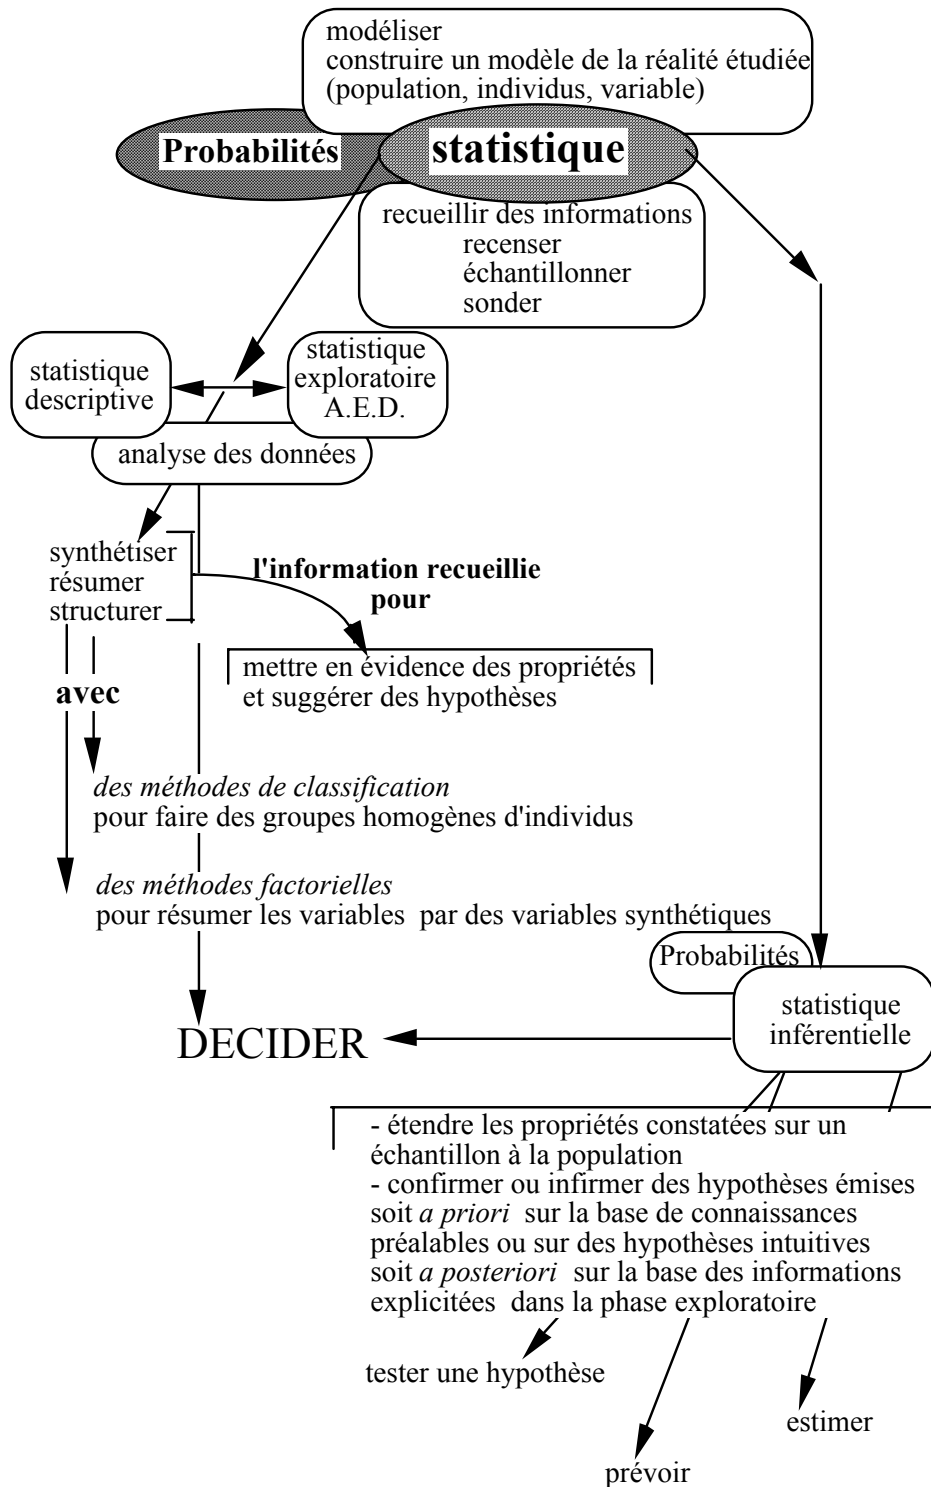 modéliser
construire un modèle de la réalité étudiée
(population, individus, variable)
Probabilités
statistique
recueillir des informations
recenser
échantillonner
sonder
statistique
descriptive
statistique
exploratoire
A.E.D.
analyse des données
synthétiser
résumer
structurer
l'information recueillie
pour
mettre en évidence des propriétés
et suggérer des hypothèses
avec
des méthodes de classification
pour faire des groupes homogènes d'individus
des méthodes factorielles
pour résumer les variables par des variables synthétiques
Probabilités
statistique
inférentielle
DECIDER
- étendre les propriétés constatées sur un
échantillon à la population
- confirmer ou infirmer des hypothèses émises
soit a priori sur la base de connaissances
préalables ou sur des hypothèses intuitives
soit a posteriori sur la base des informations
explicitées dans la phase exploratoire
tester une hypothèse
estimer
prévoir